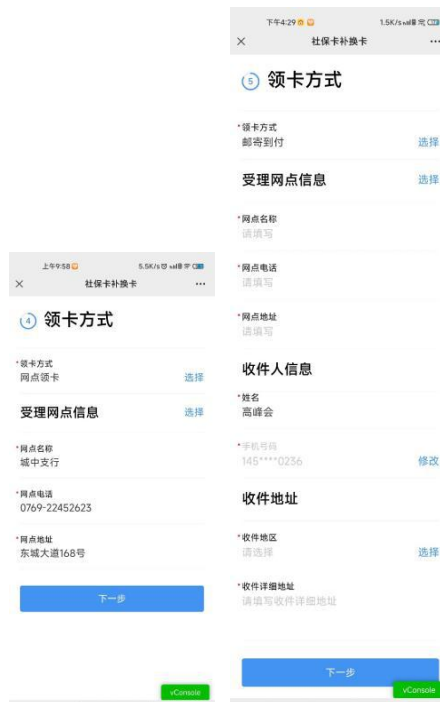 上午9:58
5.5K/s
社保卡补换卡
4 领卡方式
*领卡方式
网点领卡
选择
受理网点信息
选择
*网点名称
城中支行
*网点电话
0769-22452623
*网点地址
东城大道168号
下一步
vConsole
下午4:29
1.5K/s
社保卡补换卡
5 领卡方式
*领卡方式
邮寄到付
选择
受理网点信息
选择
*网点名称
请填写
*网点电话
请填写
*网点地址
请填写
收件人信息
*姓名
高峰会
*手机号码
145****0236
修改
收件地址
*收件地区
请选择
选择
*收件详细地址
请填写收件详细地址
下一步
vConsole